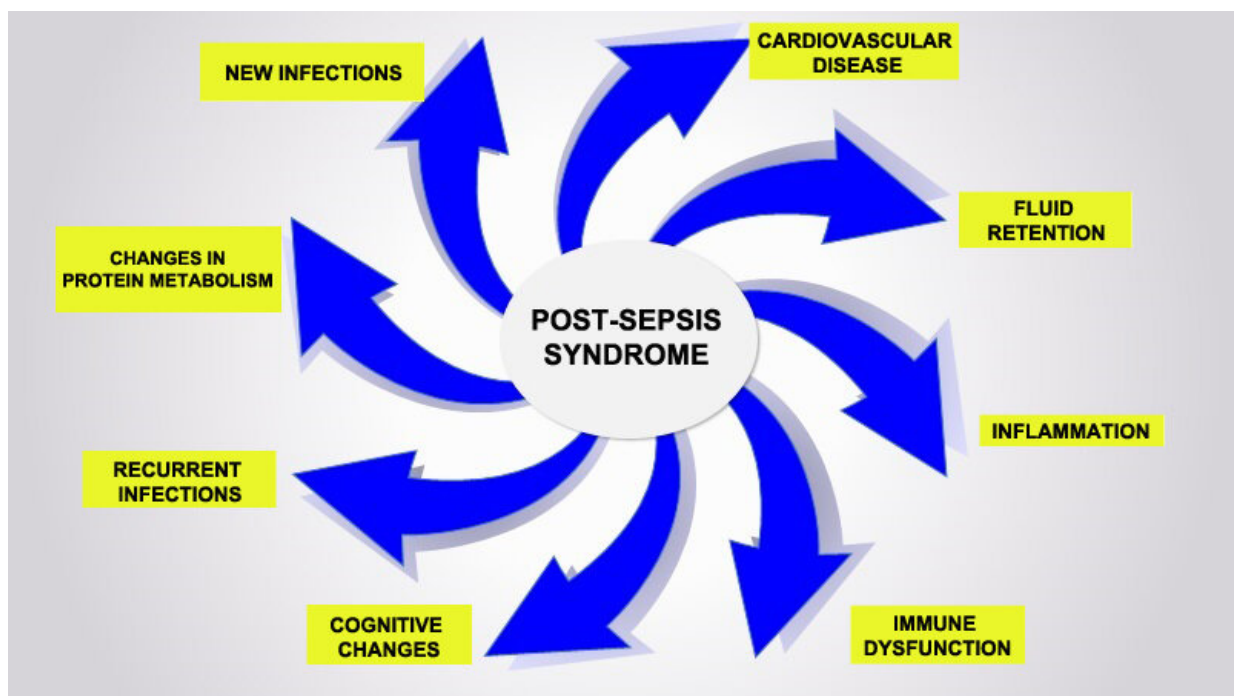 NEW INFECTIONS
CARDIOVASCULAR
DISEASE
FLUID
RETENTION
CHANGES IN
PROTEIN METABOLISM
POST-SEPSIS
SYNDROME
INFLAMMATION
RECURRENT
INFECTIONS
COGNITIVE
CHANGES
IMMUNE
DYSFUNCTION